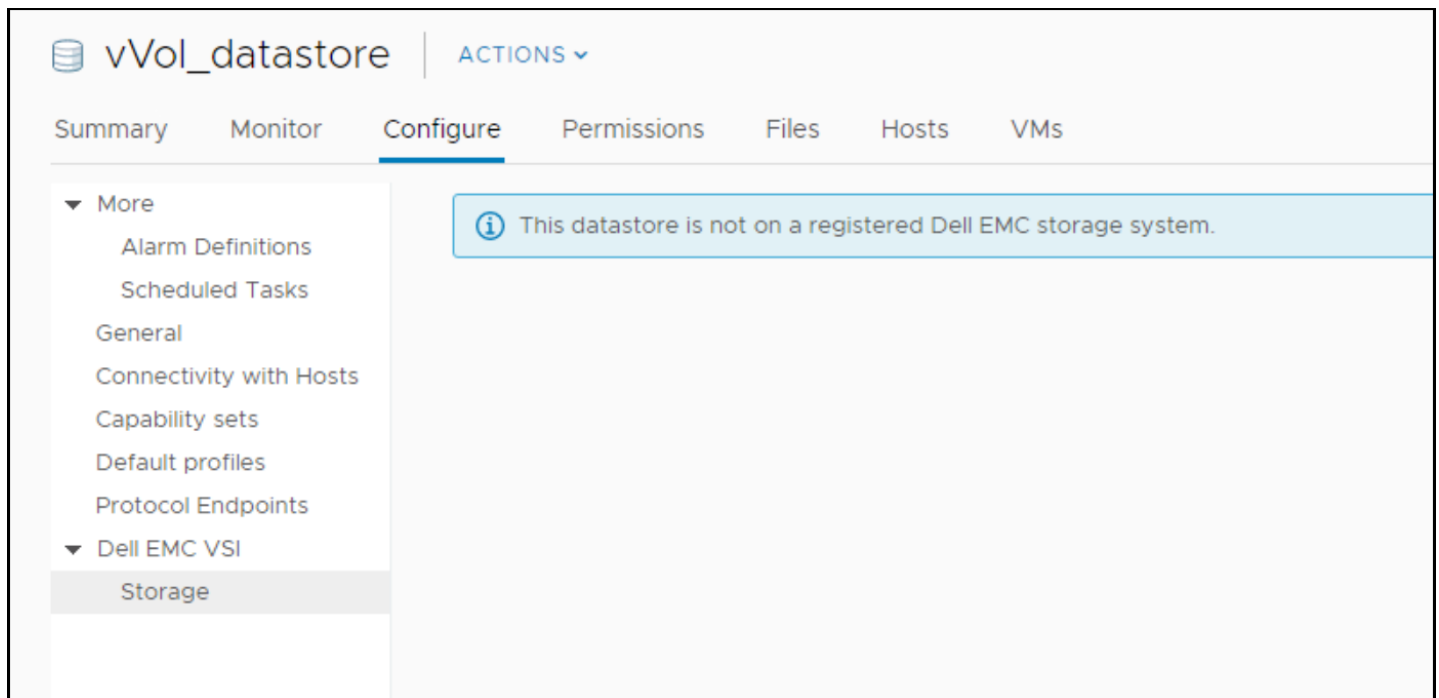 vVol_datastore ACTIONS
Summary Monitor Configure Permissions Files Hosts VMs
More
Alarm Definitions
Scheduled Tasks
General
Connectivity with Hosts
Capability sets
Default profiles
Protocol Endpoints
Dell EMC VSI
Storage
This datastore is not on a registered Dell EMC storage system.